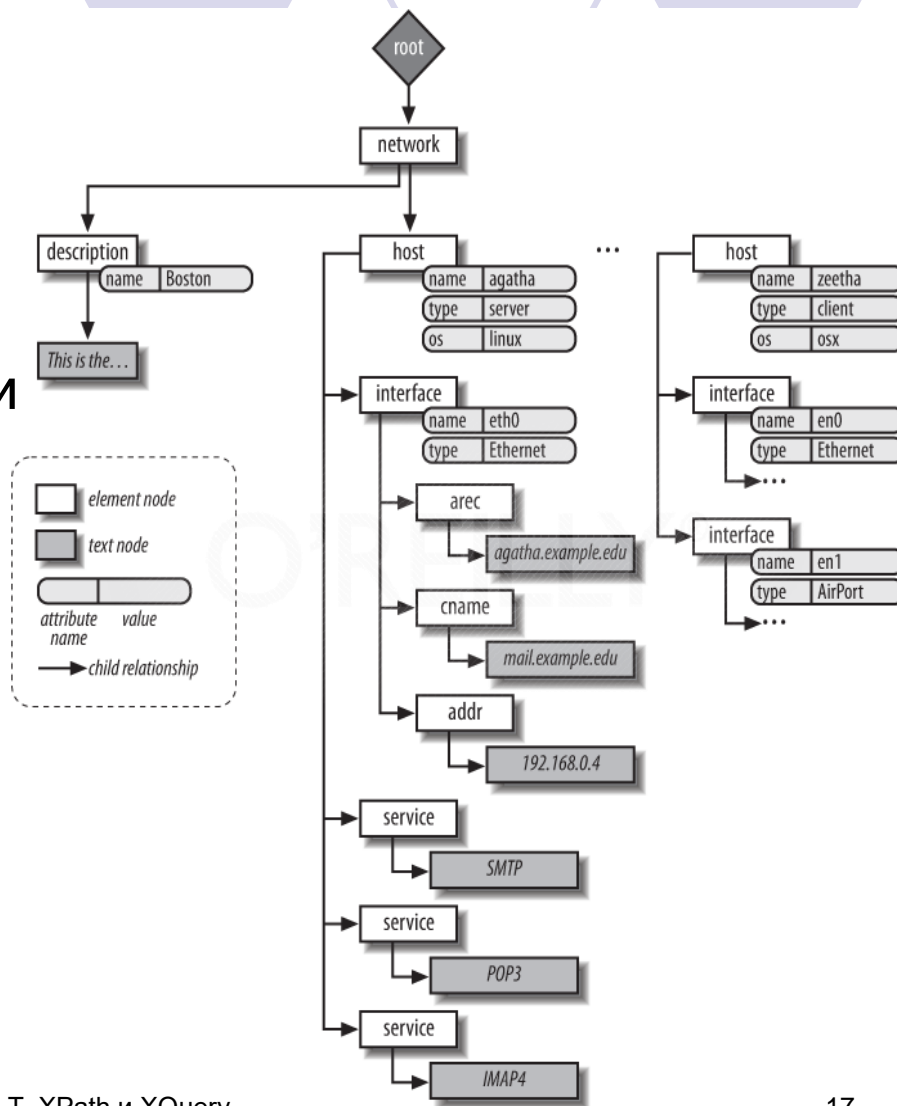 root
network
description
name Boston
This is the...
host
name agatha
type server
os linux
...
host
name zeetha
type client
os osx
и
interface
name eth0
type Ethernet
arec
agatha.example.edu
cname
mail.example.edu
addr
192.168.0.4
service
SMTP
service
POP3
service
IMAP4
interface
name en0
type Ethernet
...
interface
name en1
type AirPort
...
element node
text node
attribute name
value
child relationship
O'REILLY